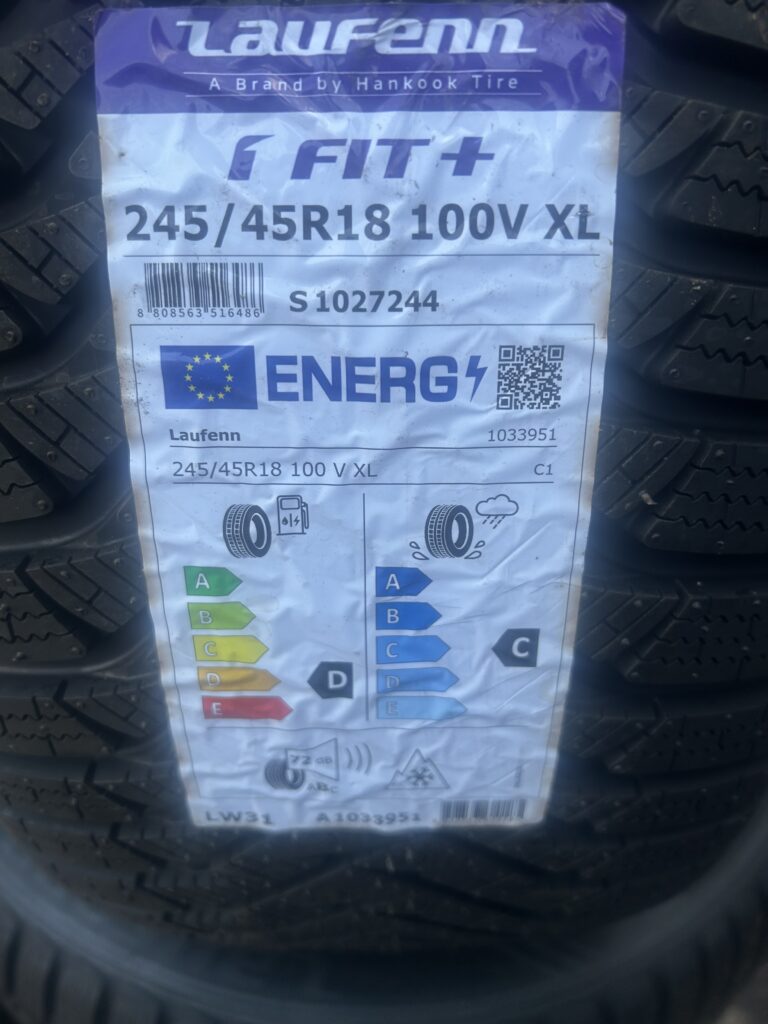 Laufenn
A Brand by Hankook Tire
i FIT+
245/45R18 100V XL
8 808563 516486
S 1027244
ENERG
Laufenn 1033951
245/45R18 100 V XL C1
A A
B B
C C C
D D D
E E
72 dB
ABC
LW31 A1033951